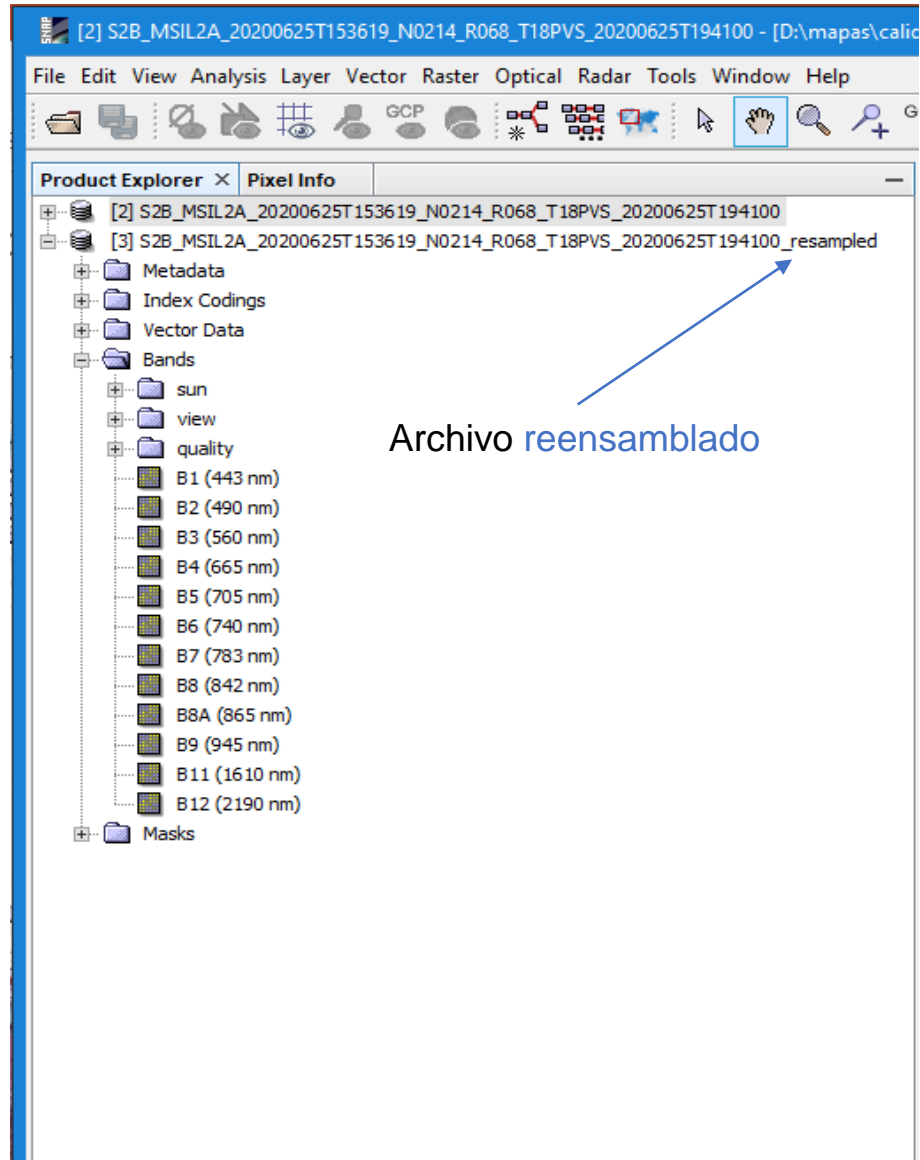 [2] S2B_MSIL2A_20200625T153619_N0214_R068_T18PVS_20200625T194100 - [D:\mapas\calic
File Edit View Analysis Layer Vector Raster Optical Radar Tools Window Help
GCP G
Product Explorer × Pixel Info
[2] S2B_MSIL2A_20200625T153619_N0214_R068_T18PVS_20200625T194100
[3] S2B_MSIL2A_20200625T153619_N0214_R068_T18PVS_20200625T194100_resampled
Metadata
Index Codings
Vector Data
Bands
sun
view
quality
Archivo reensamblado
B1 (443 nm)
B2 (490 nm)
B3 (560 nm)
B4 (665 nm)
B5 (705 nm)
B6 (740 nm)
B7 (783 nm)
B8 (842 nm)
B8A (865 nm)
B9 (945 nm)
B11 (1610 nm)
B12 (2190 nm)
Masks